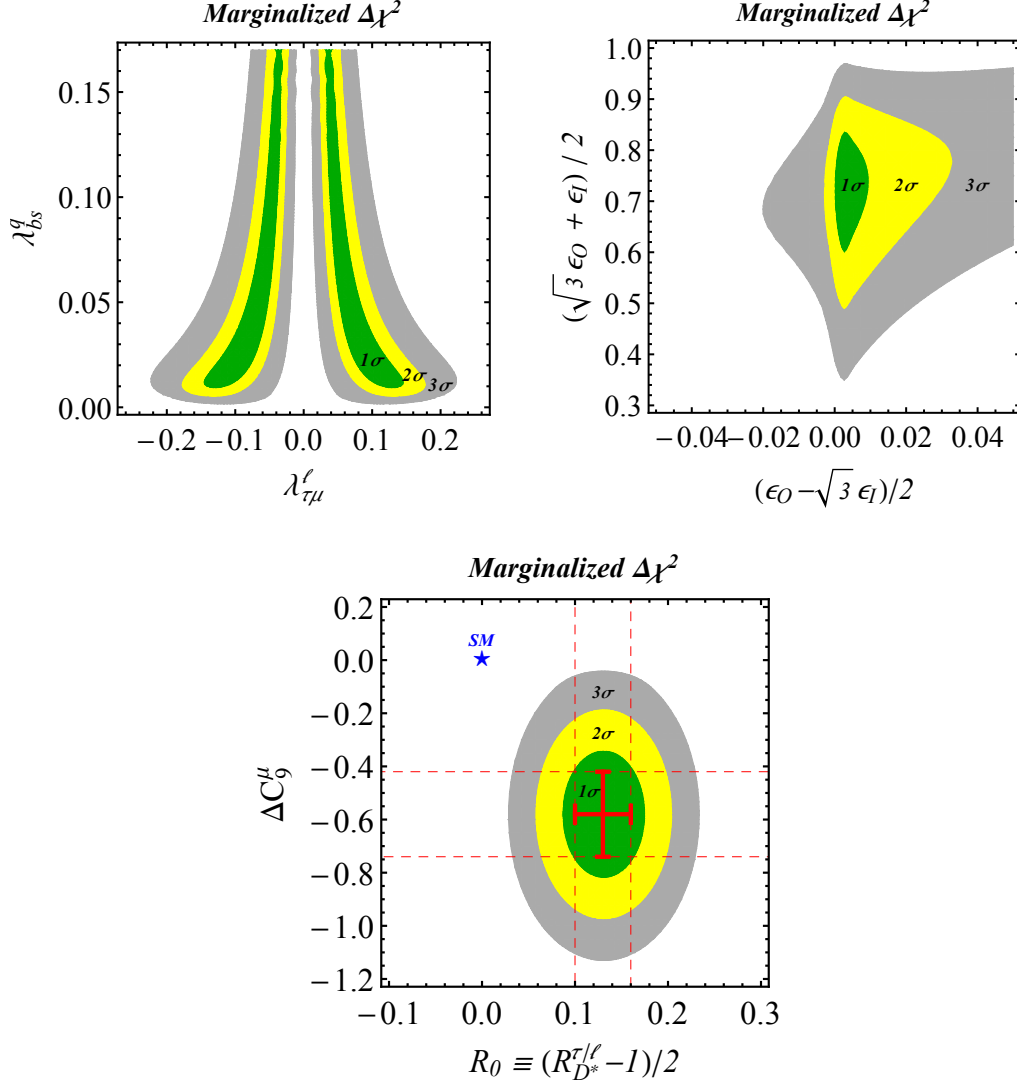 Marginalized Δχ²
0.15
0.10
0.05
0.00
λ^q_{bs}
1σ
2σ
3σ
−0.2 −0.1 0.0 0.1 0.2
λ^ℓ_{τμ}
Marginalized Δχ²
1.0
0.9
0.8
0.7
0.6
0.5
0.4
0.3
(√3 ϵ_O + ϵ_I) / 2
1σ 2σ 3σ
−0.04 −0.02 0.00 0.02 0.04
(ϵ_O − √3 ϵ_I)/2
Marginalized Δχ²
0.2
0.0
−0.2
−0.4
−0.6
−0.8
−1.0
−1.2
ΔC^μ_9
SM
3σ
2σ
1σ
−0.1 0.0 0.1 0.2 0.3
R_0 ≡ (R^{τ/ℓ}_{D*} − 1)/2